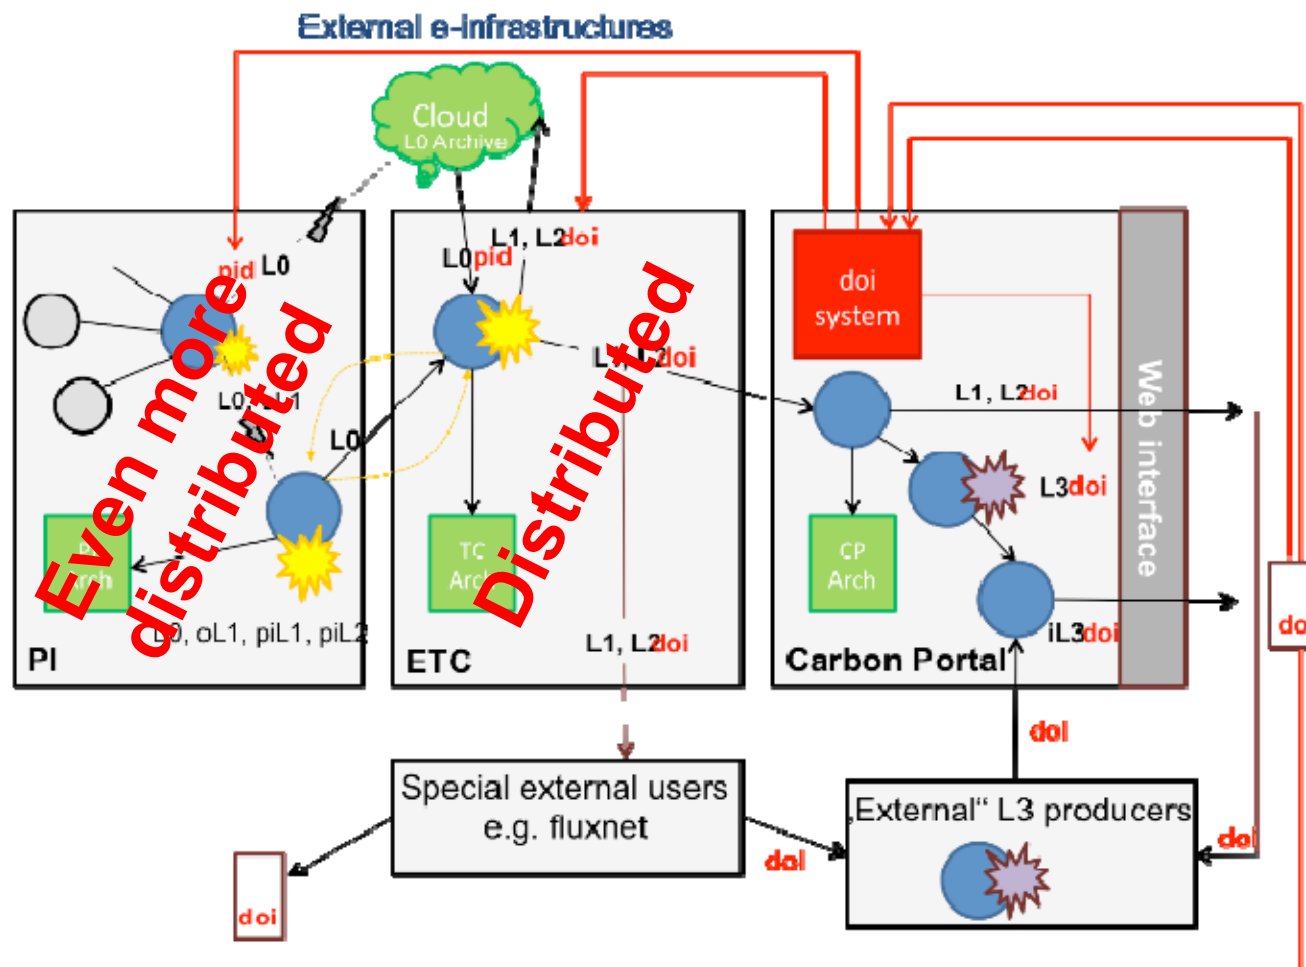 External e-infrastructures
Cloud
L0 Archive
pid L0
L0pid
L1, L2doi
doi
system
Even more
distributed
Distributed
L1, L2doi
L1, L2doi
L0
L3doi
Arch
TC
Arch
CP
Arch
Web interface
L0, oL1, piL1, piL2
L1, L2doi
iL3doi
PI
ETC
Carbon Portal
doi
Special external users
e.g. fluxnet
„External“ L3 producers
doi
doi
doi